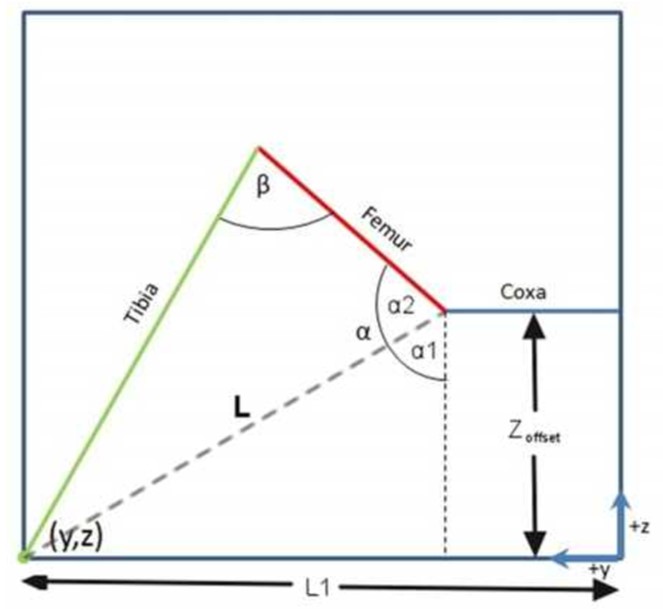 β
Femur
Tibia
Coxa
α2
α
α1
L
Z offset
(y,z)
+z
+y
L1